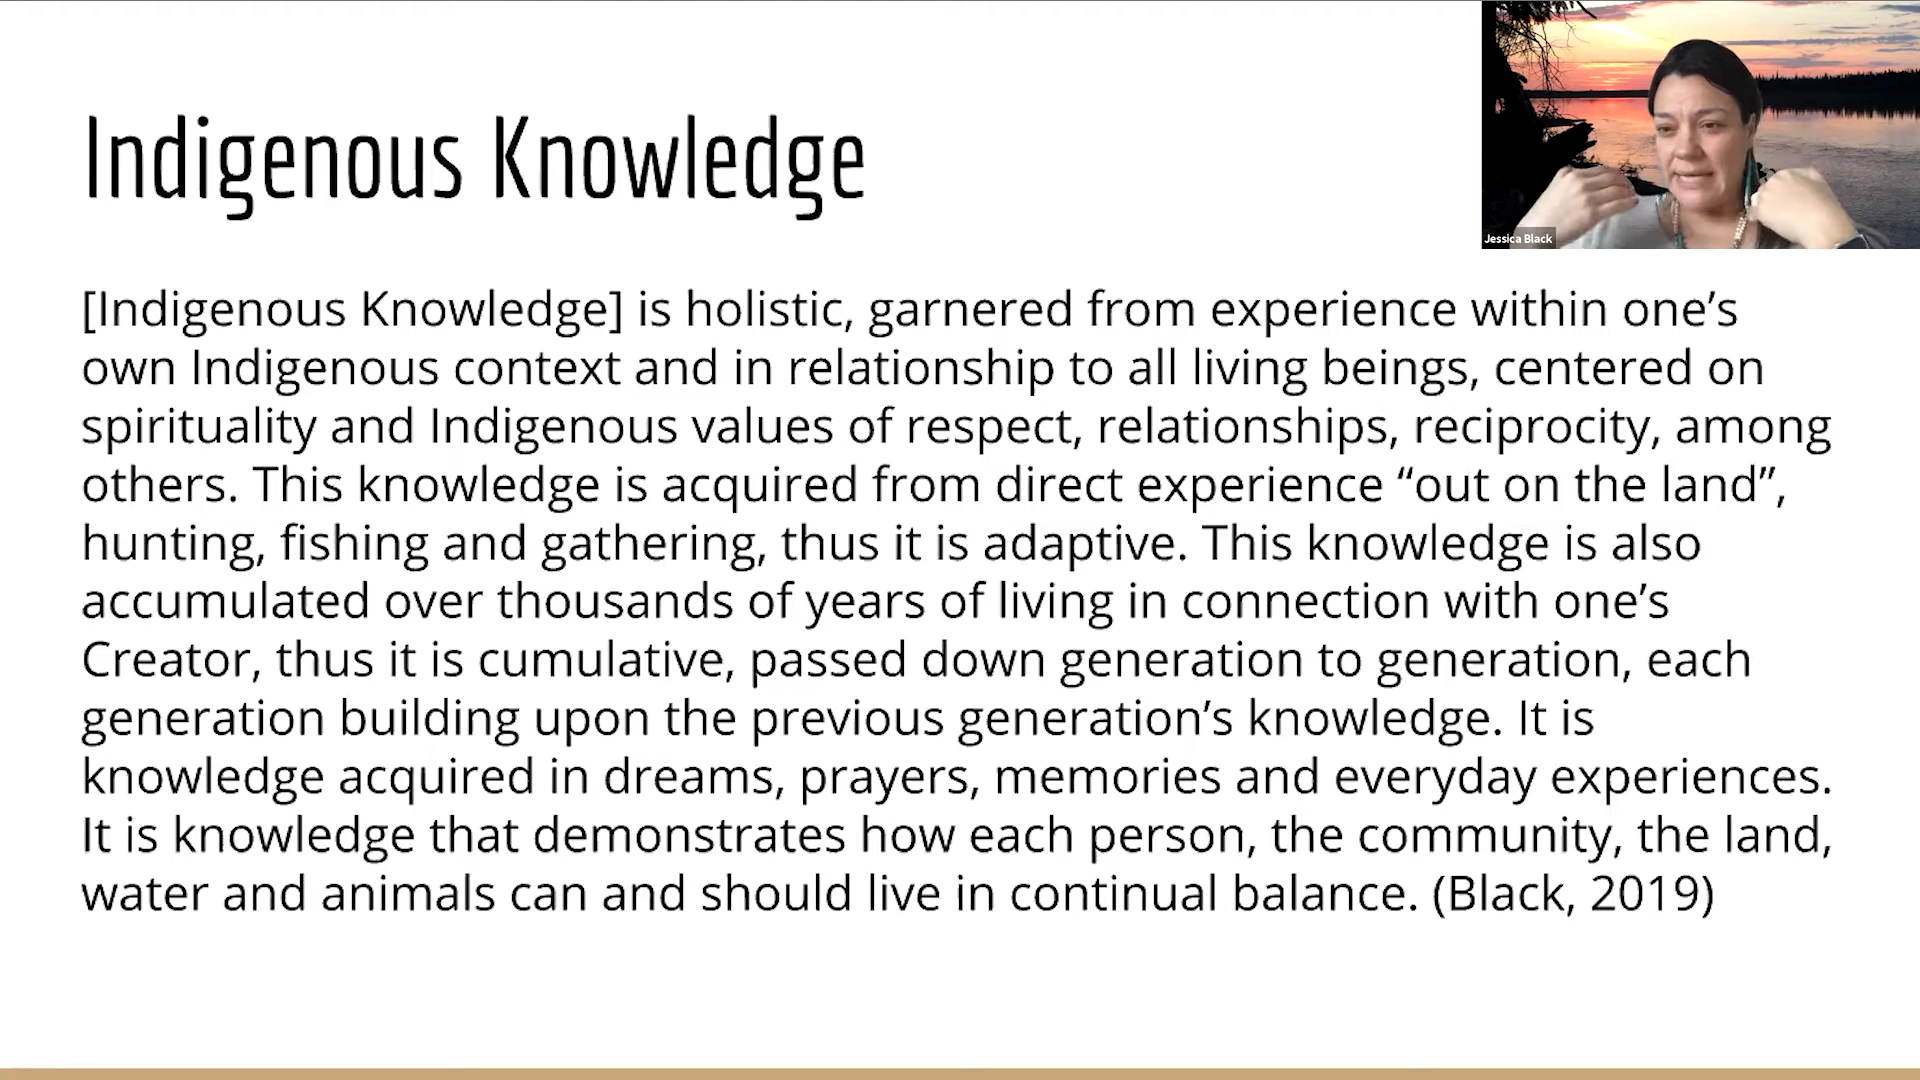 Indigenous Knowledge
Jessica Black
[Indigenous Knowledge] is holistic, garnered from experience within one’s
own Indigenous context and in relationship to all living beings, centered on
spirituality and Indigenous values of respect, relationships, reciprocity, among
others. This knowledge is acquired from direct experience “out on the land”,
hunting, fishing and gathering, thus it is adaptive. This knowledge is also
accumulated over thousands of years of living in connection with one’s
Creator, thus it is cumulative, passed down generation to generation, each
generation building upon the previous generation’s knowledge. It is
knowledge acquired in dreams, prayers, memories and everyday experiences.
It is knowledge that demonstrates how each person, the community, the land,
water and animals can and should live in continual balance. (Black, 2019)